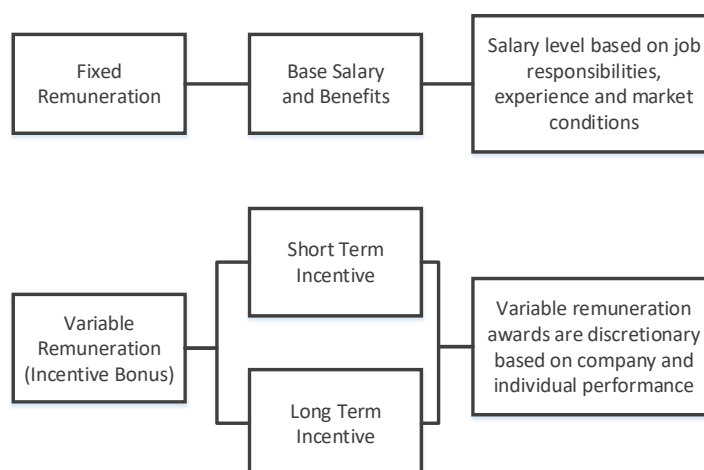 Fixed
Remuneration
Base Salary
and Benefits
Salary level based on job
responsibilities,
experience and market
conditions
Variable
Remuneration
(Incentive Bonus)
Short Term
Incentive
Long Term
Incentive
Variable remuneration
awards are discretionary
based on company and
individual performance